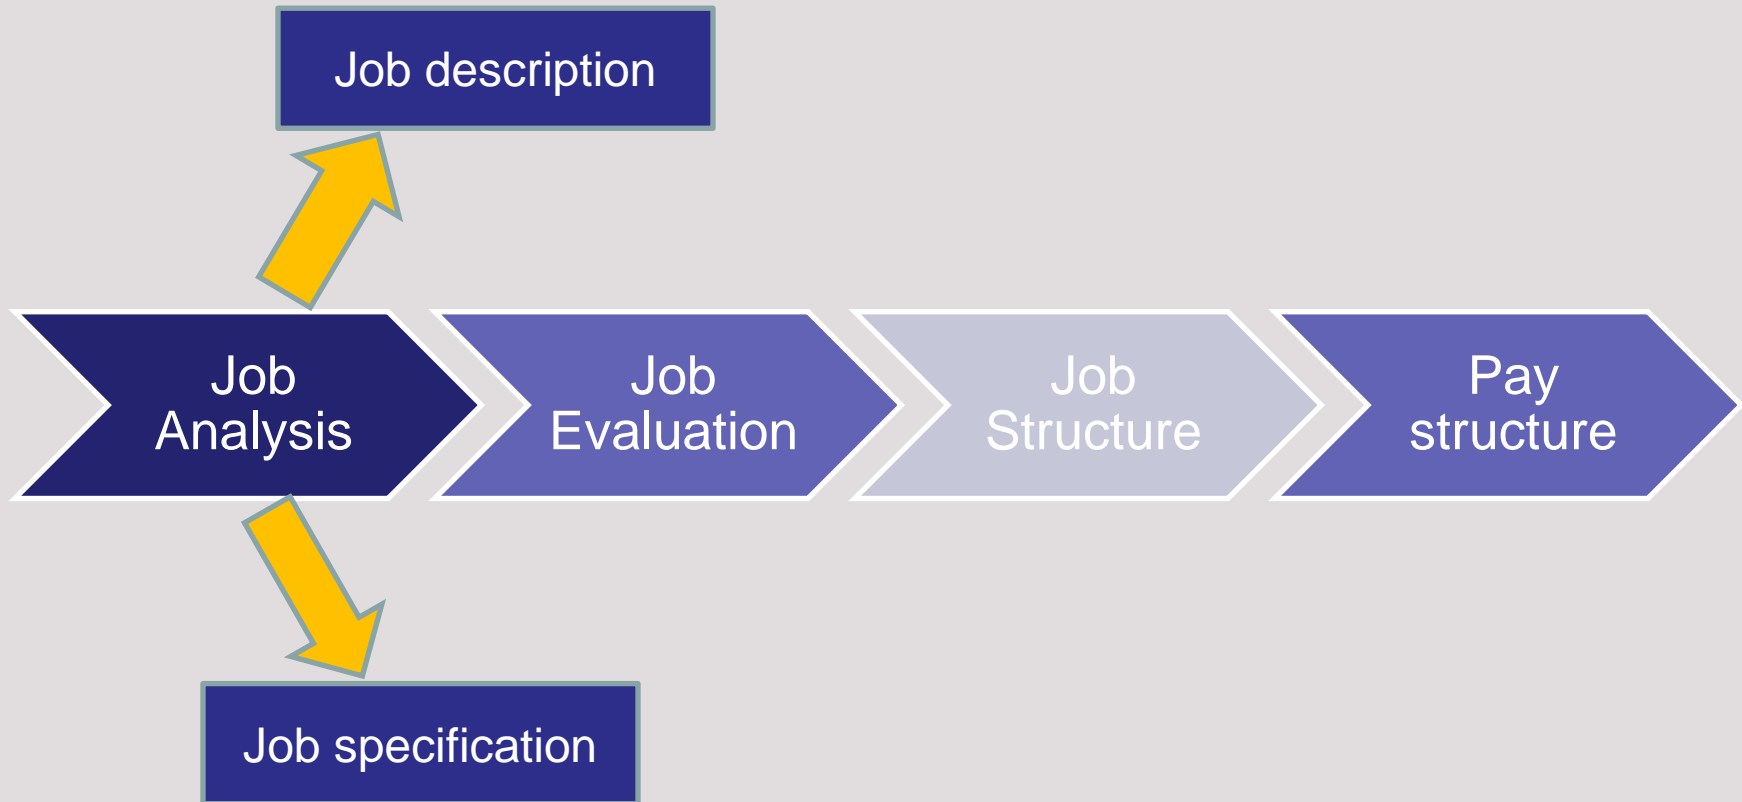 Job description
Job
Analysis
Job
Evaluation
Job
Structure
Pay
structure
Job specification